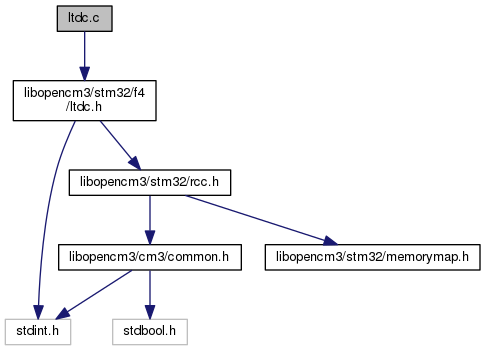 ltdc.c
libopencm3/stm32/f4
/ltdc.h
libopencm3/stm32/rcc.h
libopencm3/cm3/common.h
libopencm3/stm32/memorymap.h
stdint.h
stdbool.h